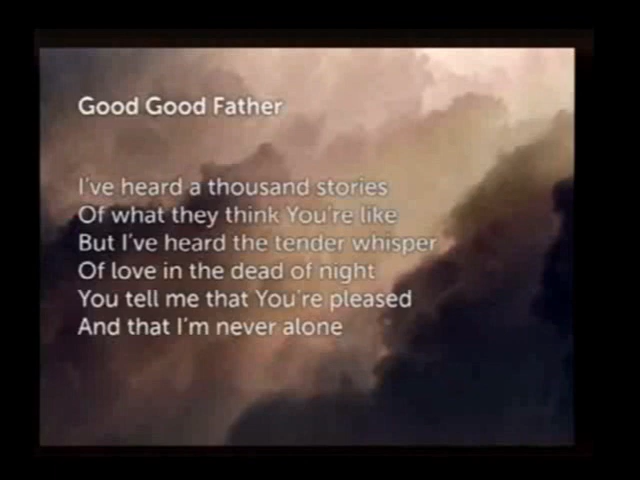 Good Good Father
I've heard a thousand stories
Of what they think You're like
But I've heard the tender whisper
Of love in the dead of night
You tell me that You're pleased
And that I'm never alone